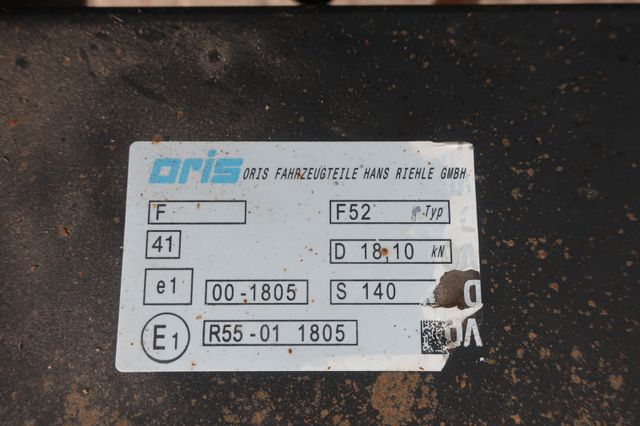 oris ORIS FAHRZEUGTEILE HANS RIEHLE GMBH
F F52 Typ
41 D 18,10 kN
e1 00-1805 S 140
E1 R55-01 1805